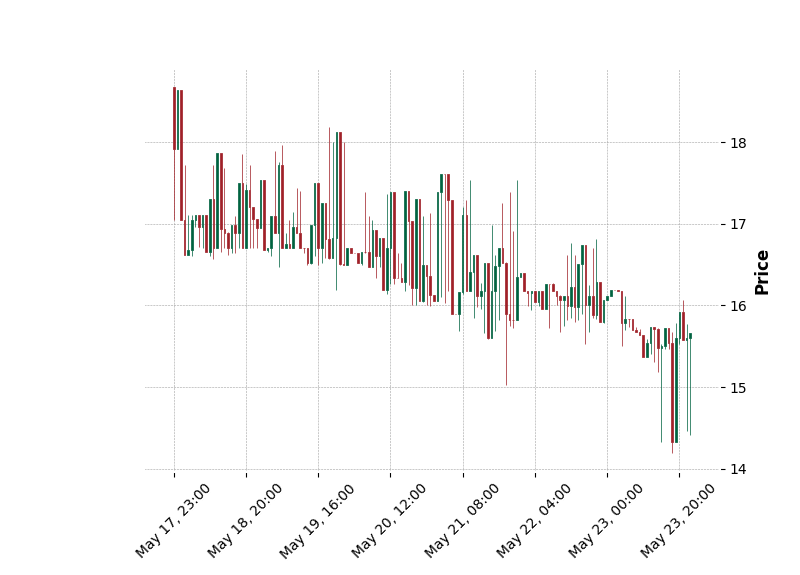 18
17
16
15
14
Price
May 17, 23:00
May 18, 20:00
May 19, 16:00
May 20, 12:00
May 21, 08:00
May 22, 04:00
May 23, 00:00
May 23, 20:00